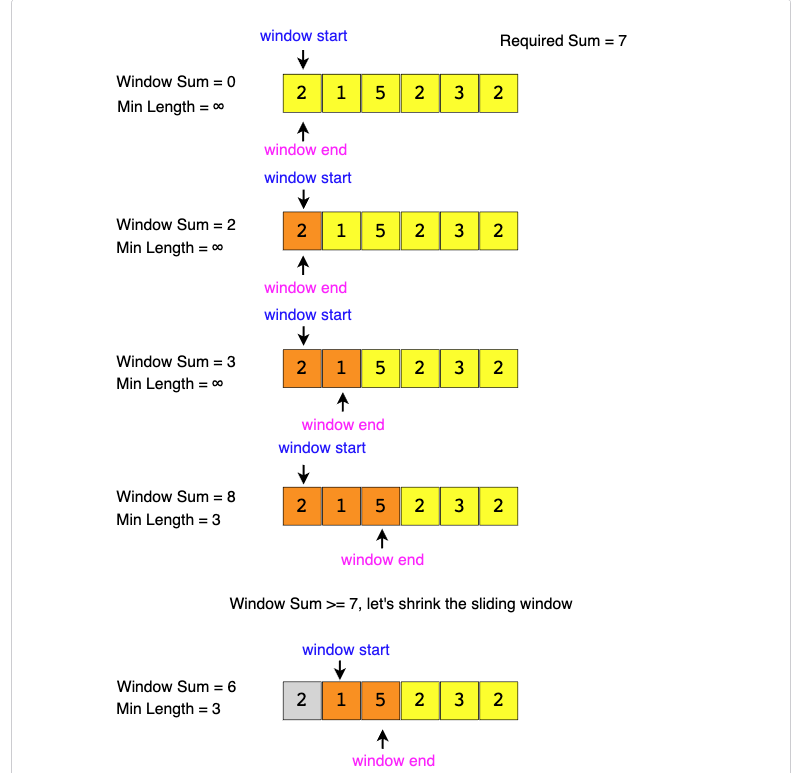 window start
Required Sum = 7
Window Sum = 0
2 1 5 2 3 2
Min Length = ∞
window end
window start
Window Sum = 2
2 1 5 2 3 2
Min Length = ∞
window end
window start
Window Sum = 3
2 1 5 2 3 2
Min Length = ∞
window end
window start
Window Sum = 8
2 1 5 2 3 2
Min Length = 3
window end
Window Sum >= 7, let's shrink the sliding window
window start
Window Sum = 6
2 1 5 2 3 2
Min Length = 3
window end